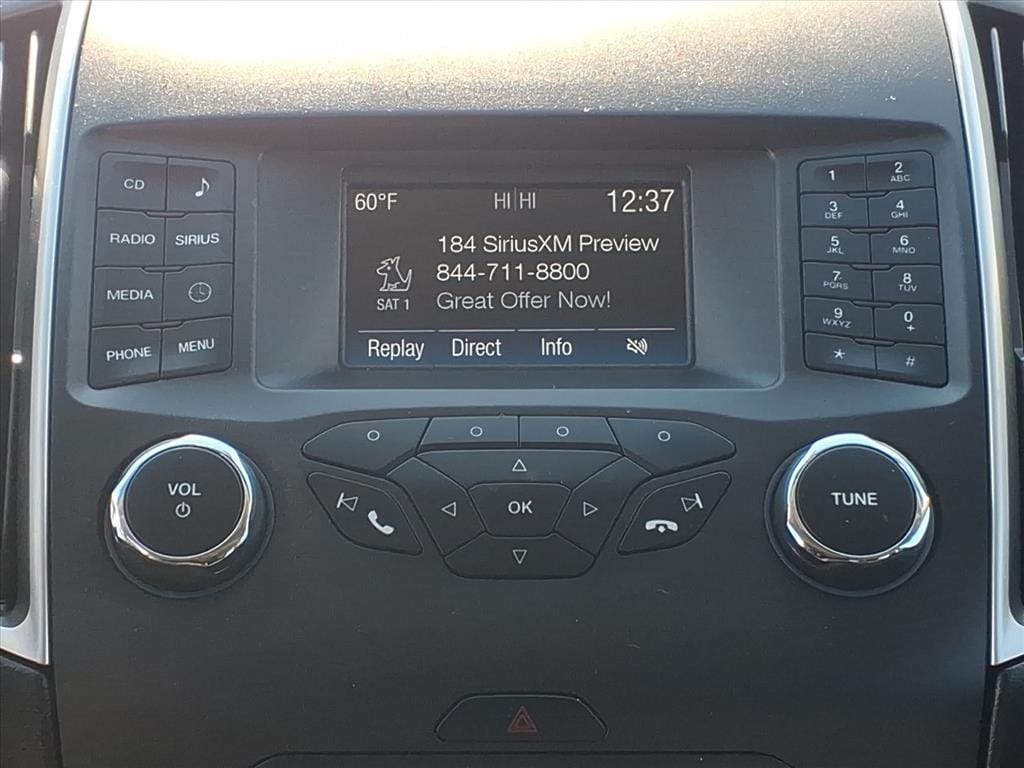 60°F HI HI 12:37
184 SiriusXM Preview
844-711-8800
SAT 1 Great Offer Now!
Replay Direct Info
CD
RADIO SIRIUS
MEDIA
PHONE MENU
1 2 ABC
3 DEF 4 GHI
5 JKL 6 MNO
7 PQRS 8 TUV
9 WXYZ 0 +
* #
VOL
OK
TUNE